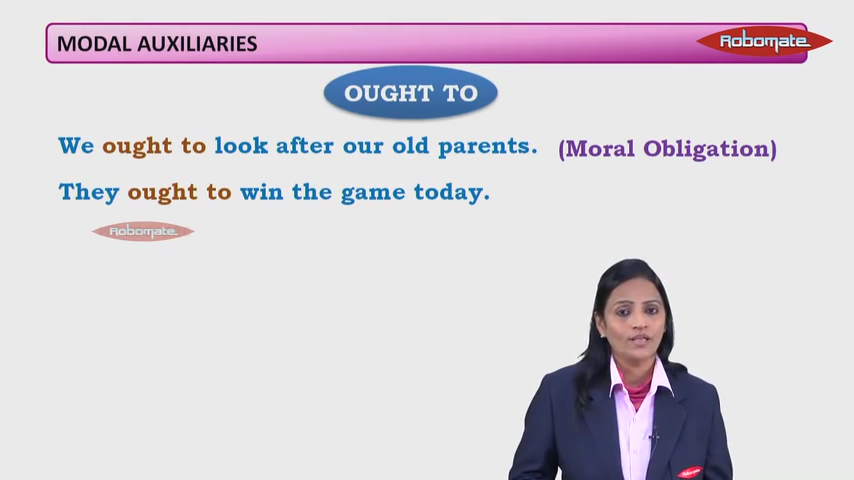 MODAL AUXILIARIES
Robomate
OUGHT TO
We ought to look after our old parents. (Moral Obligation)
They ought to win the game today.
Robomate